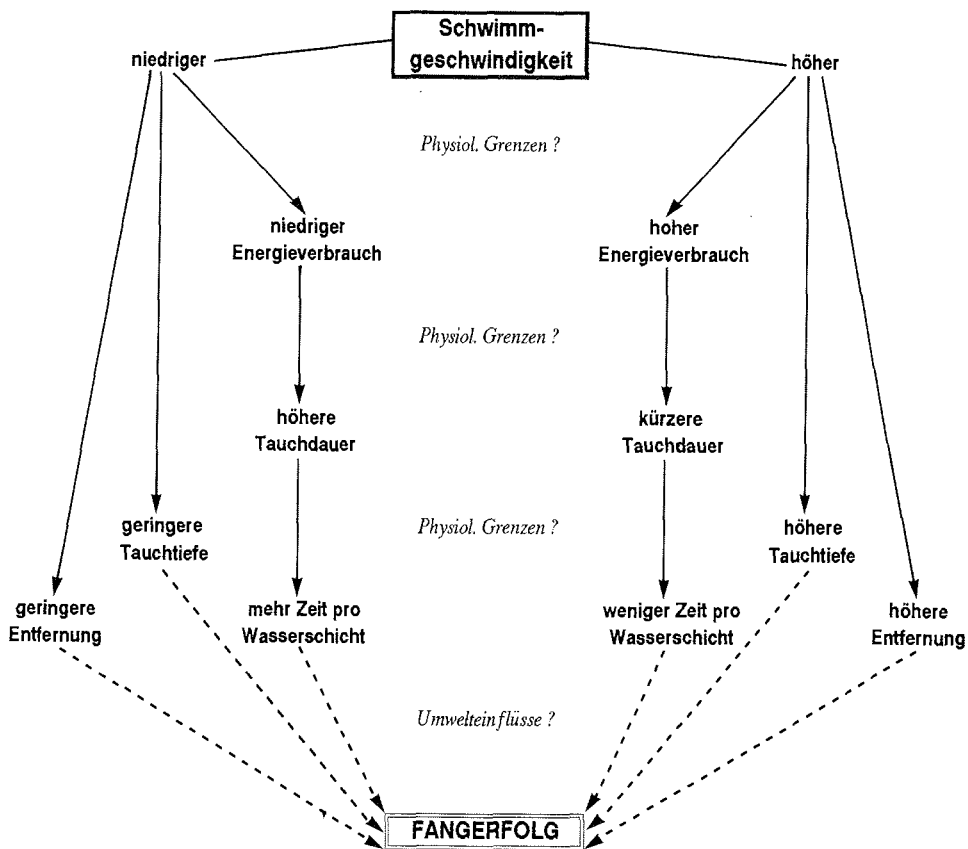 Schwimm-
geschwindigkeit
niedriger
höher
Physiol. Grenzen ?
niedriger
Energieverbrauch
hoher
Energieverbrauch
Physiol. Grenzen ?
höhere
Tauchdauer
kürzere
Tauchdauer
geringere
Tauchtiefe
Physiol. Grenzen ?
höhere
Tauchtiefe
geringere
Entfernung
mehr Zeit pro
Wasserschicht
weniger Zeit pro
Wasserschicht
höhere
Entfernung
Umwelteinflüsse ?
FANGERFOLG